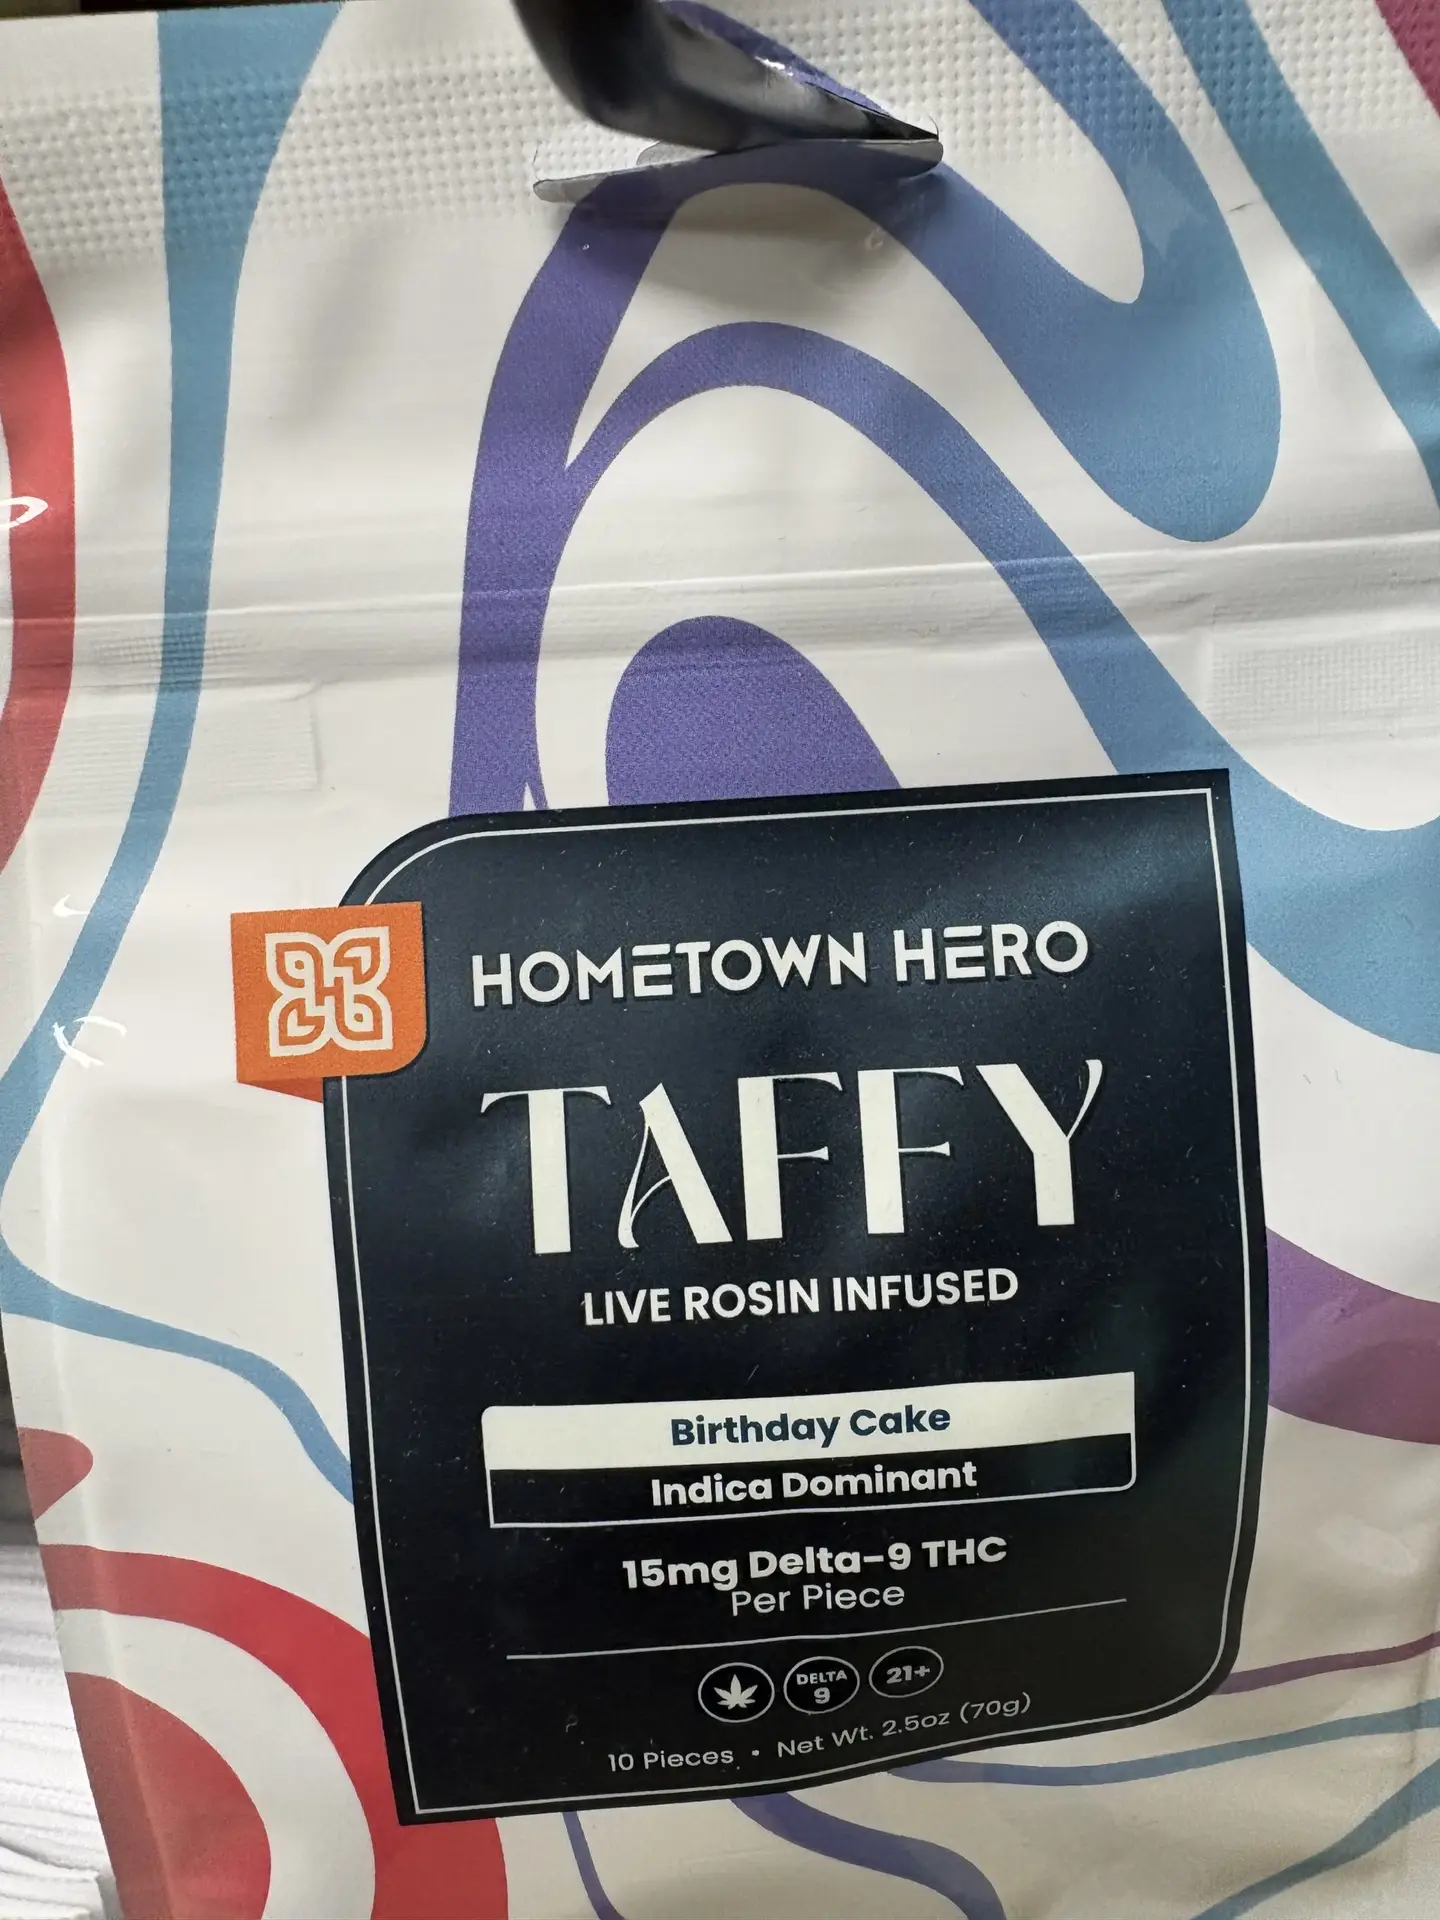 HOMETOWN HERO
TAFFY
LIVE ROSIN INFUSED
Birthday Cake
Indica Dominant
15mg Delta-9 THC
Per Piece
DELTA
9
21+
10 Pieces • Net Wt. 2.5oz (70g)